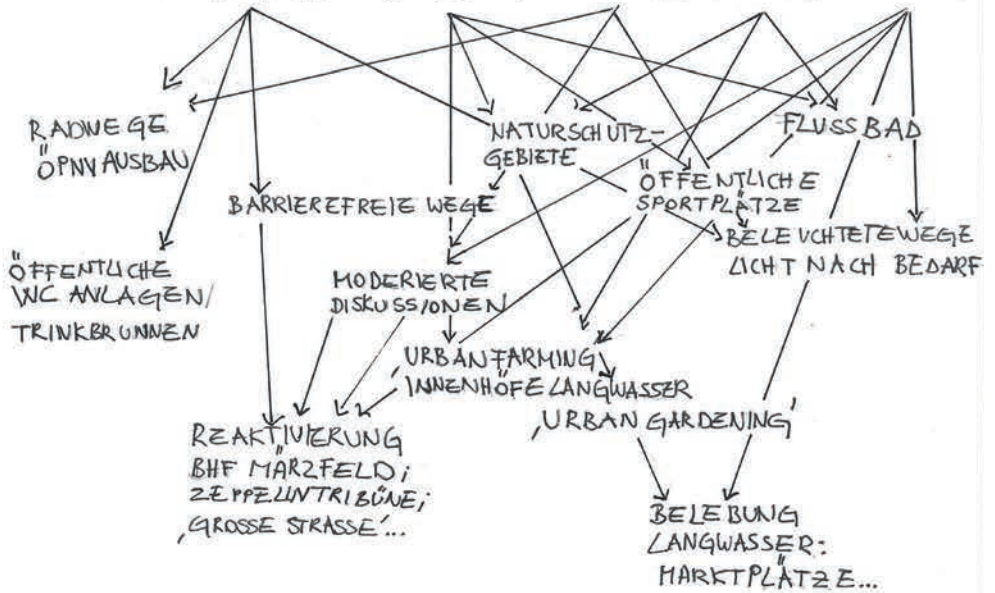 RADWEGE
ÖPNV AUSBAU
NATURSCHUTZ-
GEBIETE
FLUSSBAD
BARRIEREFREIE WEGE
ÖFFENTLICHE
SPORTPLÄTZE
BELEUCHTETE WEGE
LICHT NACH BEDARF
ÖFFENTLICHE
WC ANLAGEN/
TRINKBRUNNEN
MODERIERTE
DISKUSSIONEN
URBAN FARMING
INNENHÖFE LANGWASSER
‚URBAN GARDENING'
REAKTIVIERUNG
BHF MÄRZFELD;
ZEPPELINTRIBÜNE;
‚GROSSE STRASSE'...
BELEBUNG
LANGWASSER:
MARKTPLÄTZE...